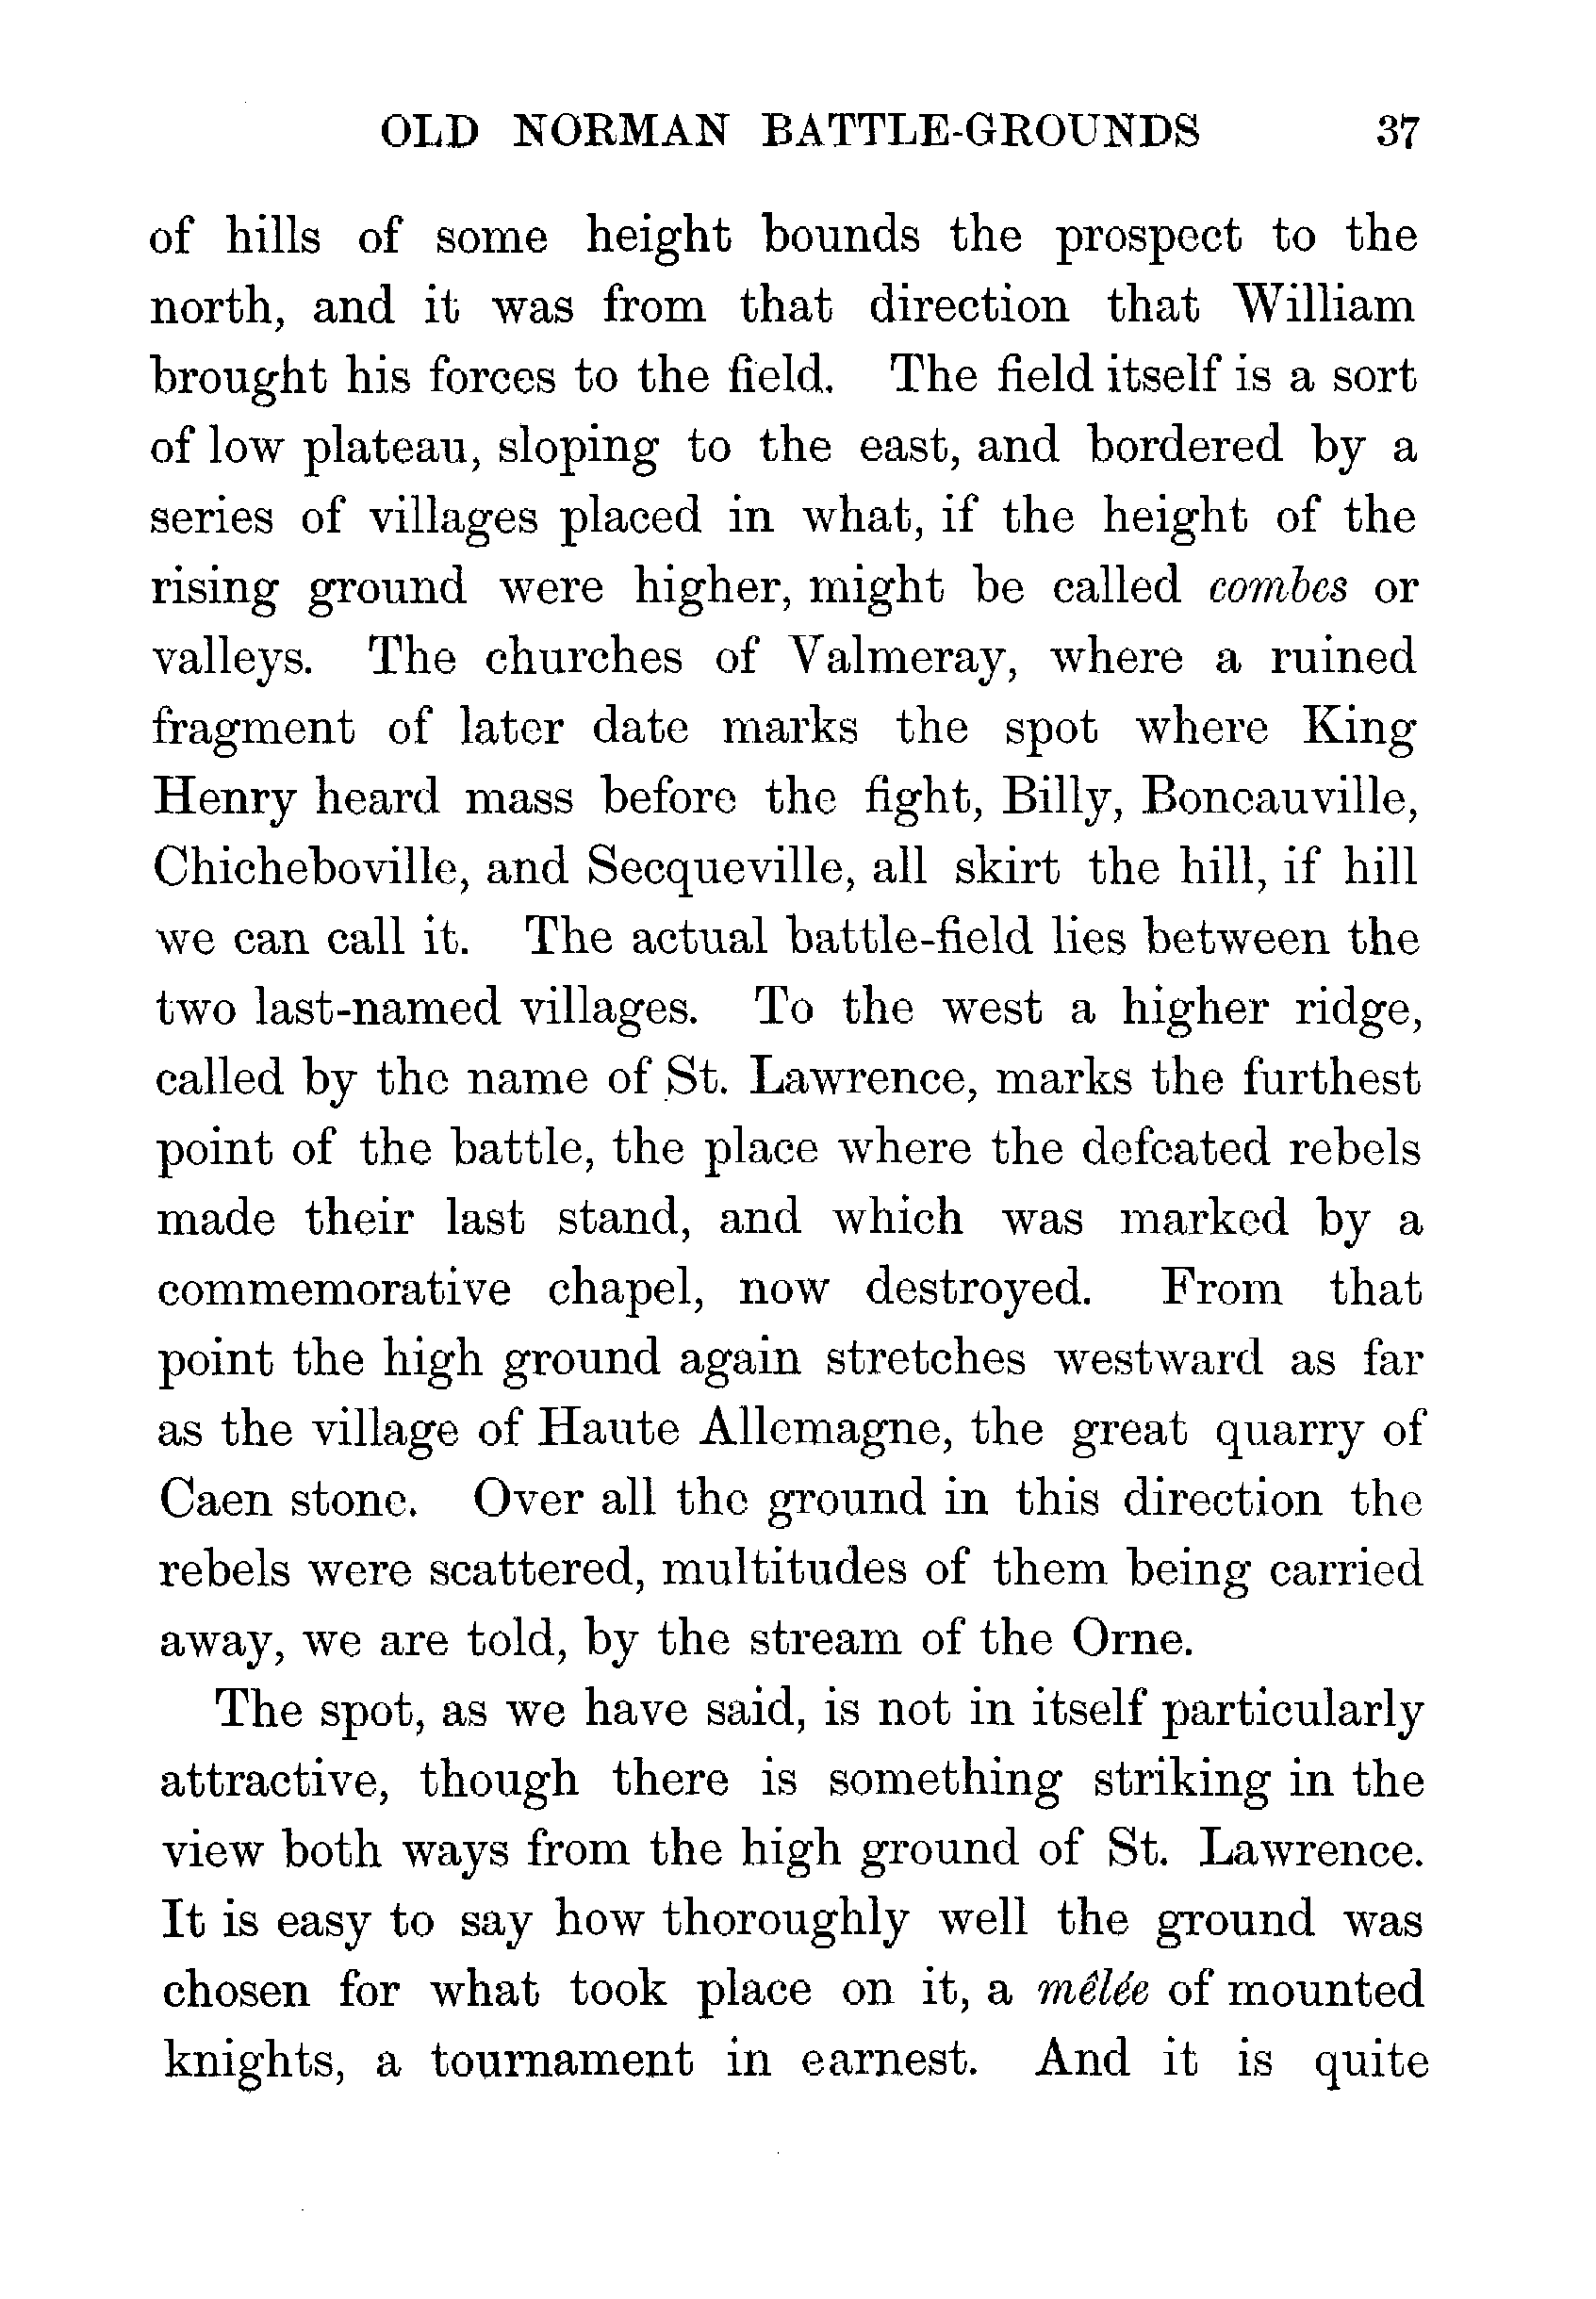 OLD NORMAN BATTLE-GROUNDS 37
of hills of some height bounds the prospect to the
north, and it was from that direction that William
brought his forces to the field. The field itself is a sort
of low plateau, sloping to the east, and bordered by a
series of villages placed in what, if the height of the
rising ground were higher, might be called combes or
valleys. The churches of Valmeray, where a ruined
fragment of later date marks the spot where King
Henry heard mass before the fight, Billy, Boncauville,
Chicheboville, and Secqueville, all skirt the hill, if hill
we can call it. The actual battle-field lies between the
two last-named villages. To the west a higher ridge,
called by the name of St. Lawrence, marks the furthest
point of the battle, the place where the defeated rebels
made their last stand, and which was marked by a
commemorative chapel, now destroyed. From that
point the high ground again stretches westward as far
as the village of Haute Allemagne, the great quarry of
Caen stone. Over all the ground in this direction the
rebels were scattered, multitudes of them being carried
away, we are told, by the stream of the Orne.
The spot, as we have said, is not in itself particularly
attractive, though there is something striking in the
view both ways from the high ground of St. Lawrence.
It is easy to say how thoroughly well the ground was
chosen for what took place on it, a mêlée of mounted
knights, a tournament in earnest. And it is quite